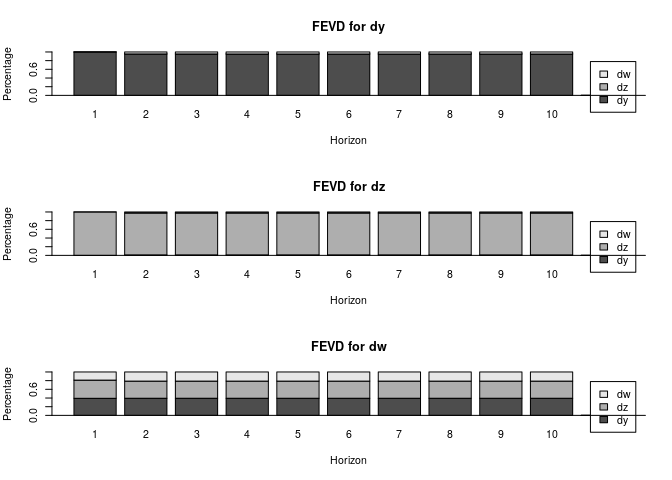 FEVD for dy
Percentage
0.0 0.6
dw
dz
dy
1 2 3 4 5 6 7 8 9 10
Horizon
FEVD for dz
Percentage
0.0 0.6
dw
dz
dy
1 2 3 4 5 6 7 8 9 10
Horizon
FEVD for dw
Percentage
0.0 0.6
dw
dz
dy
1 2 3 4 5 6 7 8 9 10
Horizon